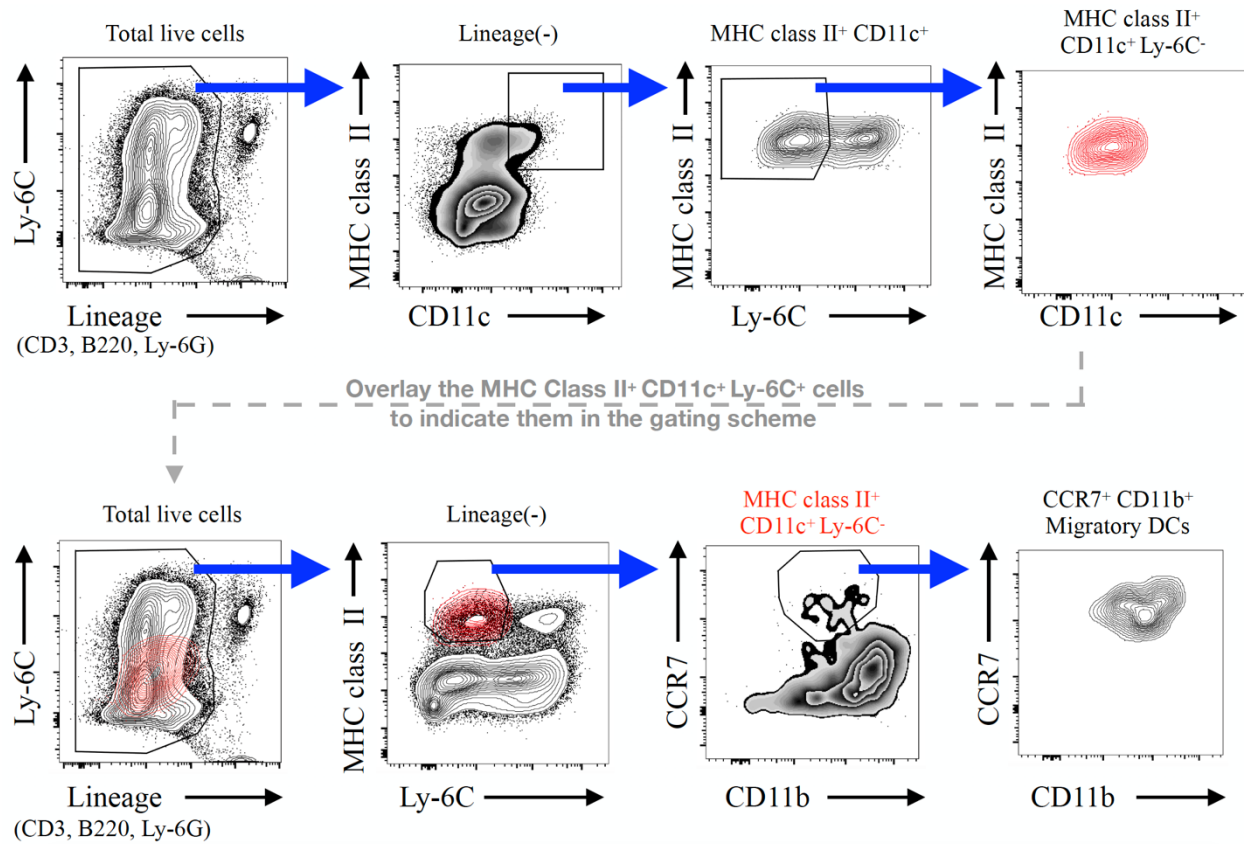 Total live cells
Ly-6C
Lineage
(CD3, B220, Ly-6G)
Lineage(-)
MHC class II
CD11c
MHC class II⁺ CD11c⁺
MHC class II
Ly-6C
MHC class II⁺
CD11c⁺ Ly-6C⁻
MHC class II
CD11c
Overlay the MHC Class II⁺ CD11c⁺ Ly-6C⁺ cells
to indicate them in the gating scheme
Total live cells
Ly-6C
Lineage
(CD3, B220, Ly-6G)
Lineage(-)
MHC class II
Ly-6C
MHC class II⁺
CD11c⁺ Ly-6C⁻
CCR7
CD11b
CCR7⁺ CD11b⁺
Migratory DCs
CCR7
CD11b